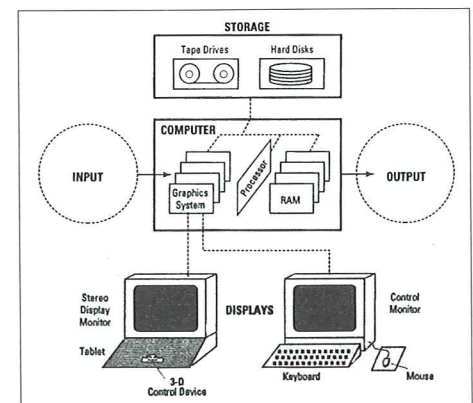 STORAGE
Tape Drives
Hard Disks
COMPUTER
INPUT
Graphics
System
Processor
RAM
OUTPUT
Stereo
Display
Monitor
DISPLAYS
Control
Monitor
Tablet
3-D
Control Device
Keyboard
Mouse